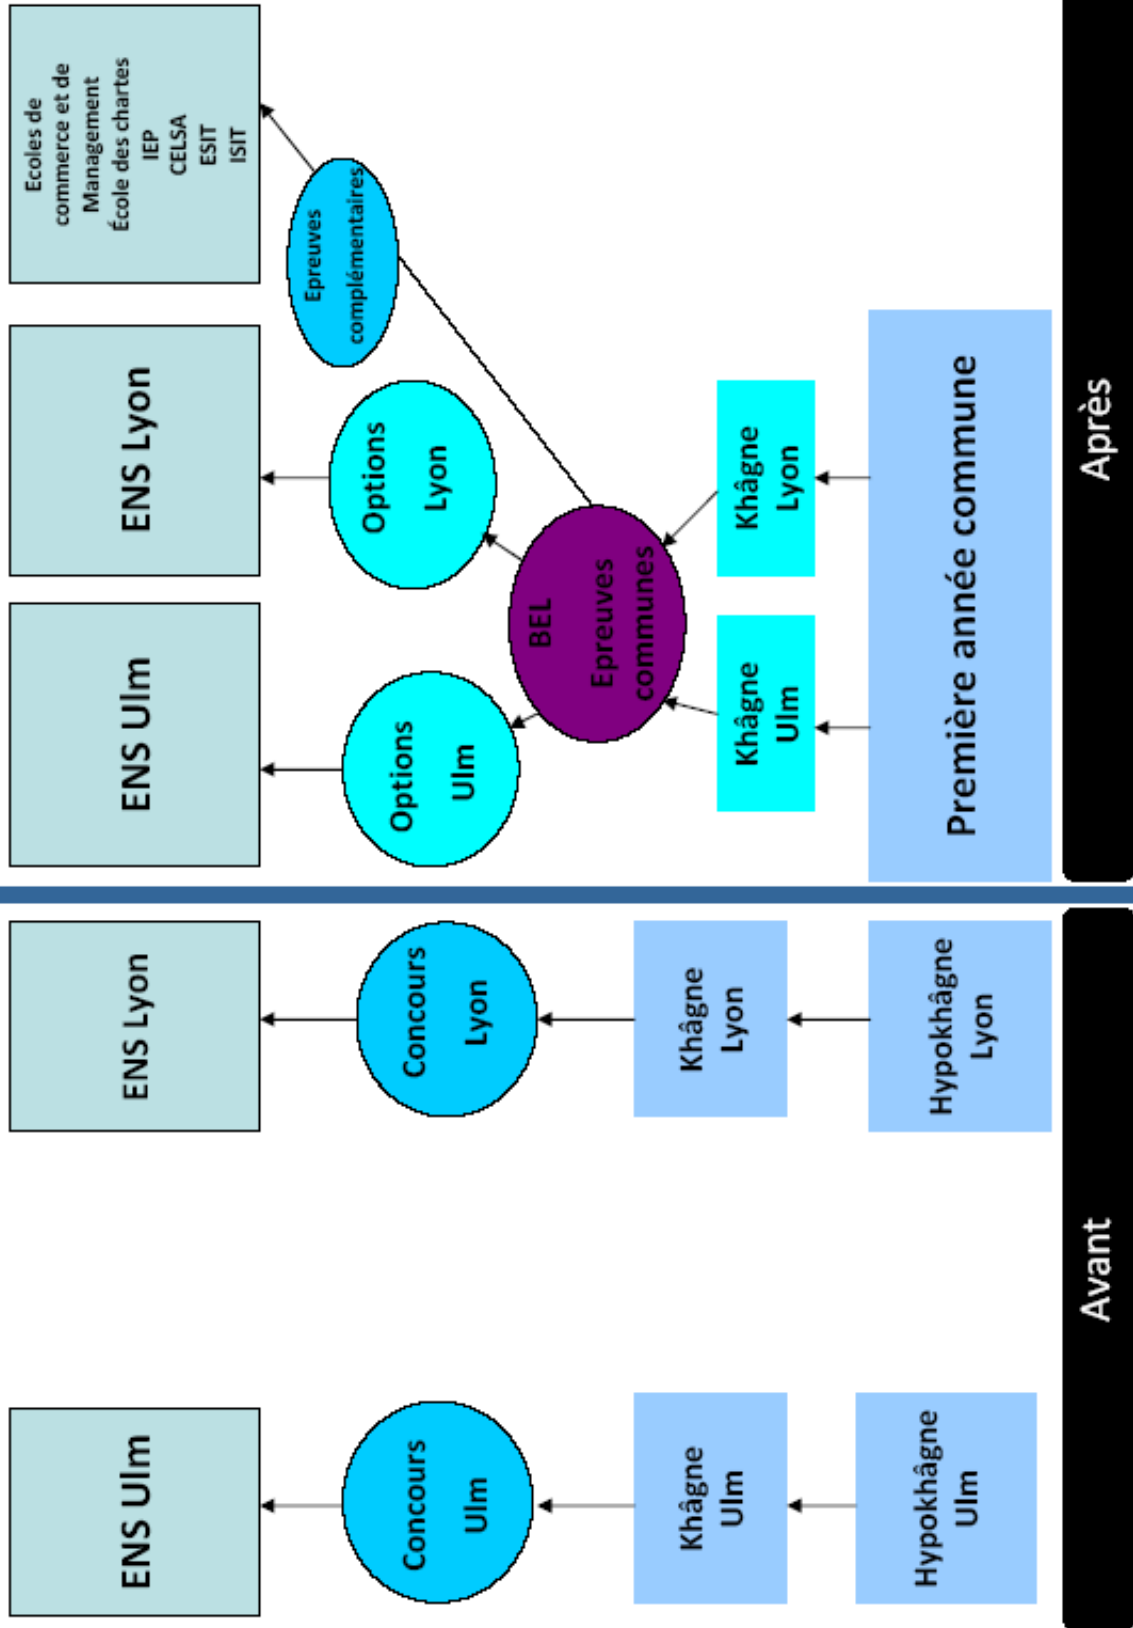 ENS Ulm
Concours
Ulm
Khâgne
Ulm
Hypokhâgne
Ulm
ENS Lyon
Concours
Lyon
Khâgne
Lyon
Hypokhâgne
Lyon
Avant
ENS Ulm
ENS Lyon
Ecoles de
commerce et de
Management
École des chartes
IEP
CELSA
ESIT
ISIT
Options
Ulm
Options
Lyon
Epreuves
complémentaires
BEL
Epreuves
communes
Khâgne
Ulm
Khâgne
Lyon
Première année commune
Après